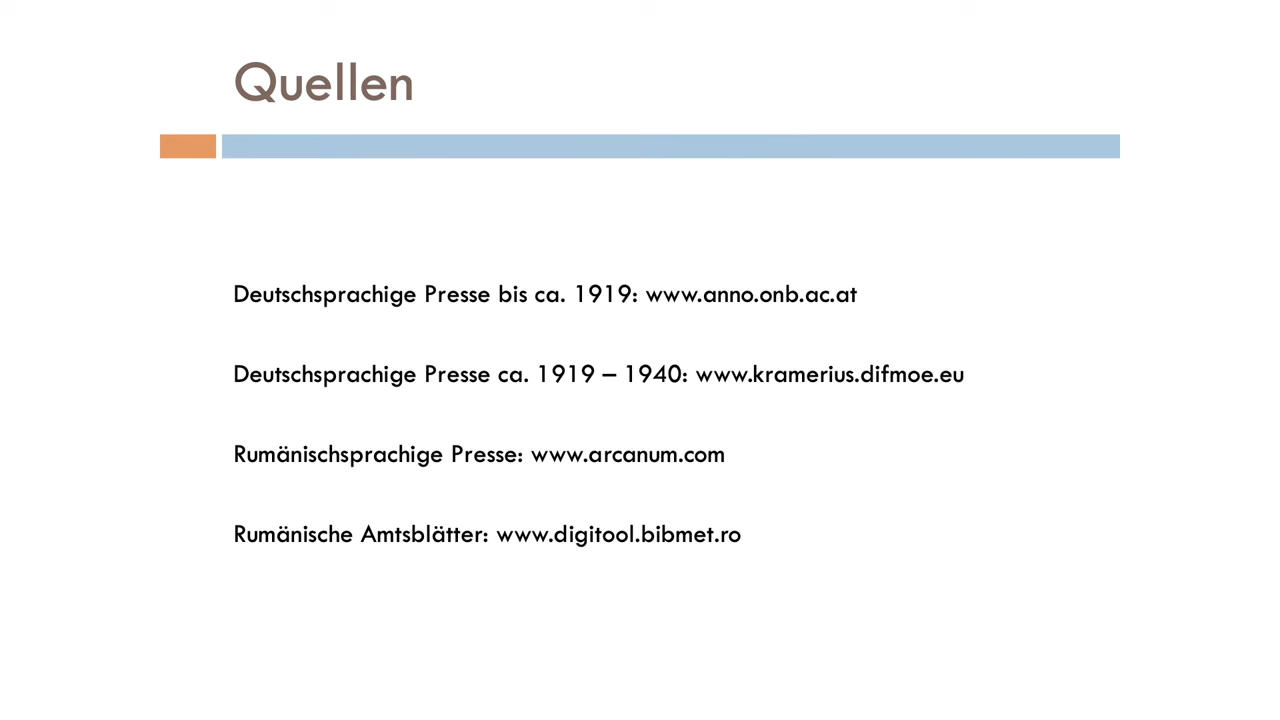 Quellen
Deutschsprachige Presse bis ca. 1919: www.anno.onb.ac.at
Deutschsprachige Presse ca. 1919 – 1940: www.kramerius.difmoe.eu
Rumänischsprachige Presse: www.arcanum.com
Rumänische Amtsblätter: www.digitool.bibmet.ro